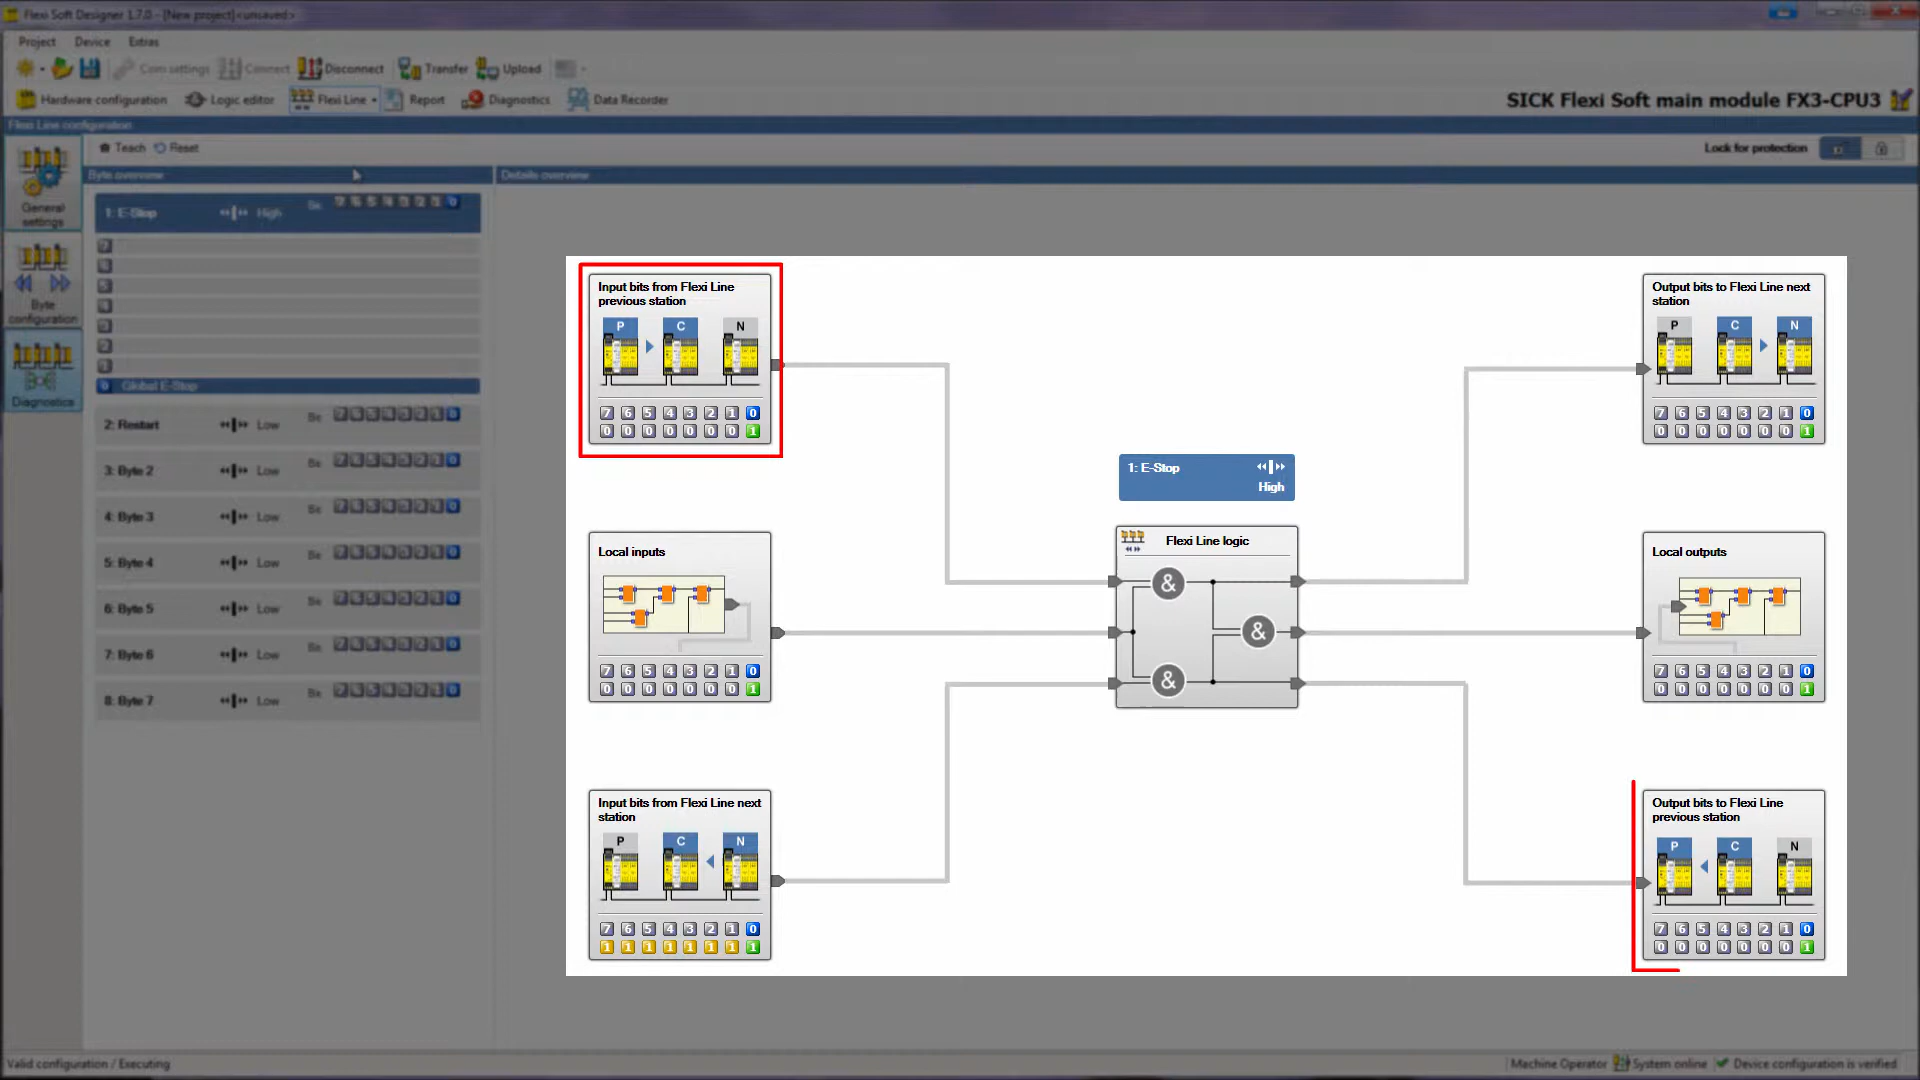 Flexi Soft Designer 1.7.0 - [New project]<unsaved>
Project Device Extras
Com settings Connect Disconnect Transfer Upload
Hardware configuration Logic editor Flexi Line Report Diagnostics Data Recorder
SICK Flexi Soft main module FX3-CPU3
Flexi Line configuration
Teach Reset
Lock for protection
Byte overview
Details overview
General settings
Byte configuration
Diagnostics
1: E-Stop High
7 6 5 4 3 2 1 0
Global E-Stop
2: Restart Low
3: Byte 2 Low
4: Byte 3 Low
5: Byte 4 Low
6: Byte 5 Low
7: Byte 6 Low
8: Byte 7 Low
Input bits from Flexi Line
previous station
P C N
7 6 5 4 3 2 1 0
0 0 0 0 0 0 0 1
Local inputs
7 6 5 4 3 2 1 0
0 0 0 0 0 0 0 1
Input bits from Flexi Line next
station
P C N
7 6 5 4 3 2 1 0
1 1 1 1 1 1 1 1
1: E-Stop
High
Flexi Line logic
&
&
&
Output bits to Flexi Line next
station
P C N
7 6 5 4 3 2 1 0
0 0 0 0 0 0 0 1
Local outputs
7 6 5 4 3 2 1 0
0 0 0 0 0 0 0 1
Output bits to Flexi Line
previous station
P C N
7 6 5 4 3 2 1 0
0 0 0 0 0 0 0 1
Valid configuration / Executing
Machine Operator System online Device configuration is verified